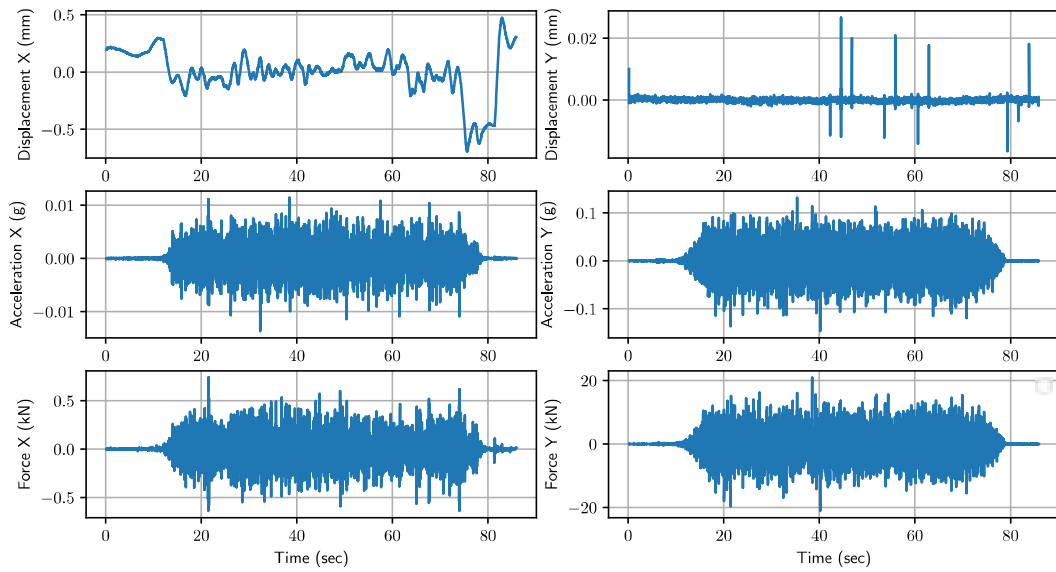 Displacement X (mm)
0.5
0.0
−0.5
0 20 40 60 80
Displacement Y (mm)
0.02
0.00
0 20 40 60 80
Acceleration X (g)
0.01
0.00
−0.01
0 20 40 60 80
Acceleration Y (g)
0.1
0.0
−0.1
0 20 40 60 80
Force X (kN)
0.5
0.0
−0.5
0 20 40 60 80
Time (sec)
Force Y (kN)
20
0
−20
0 20 40 60 80
Time (sec)